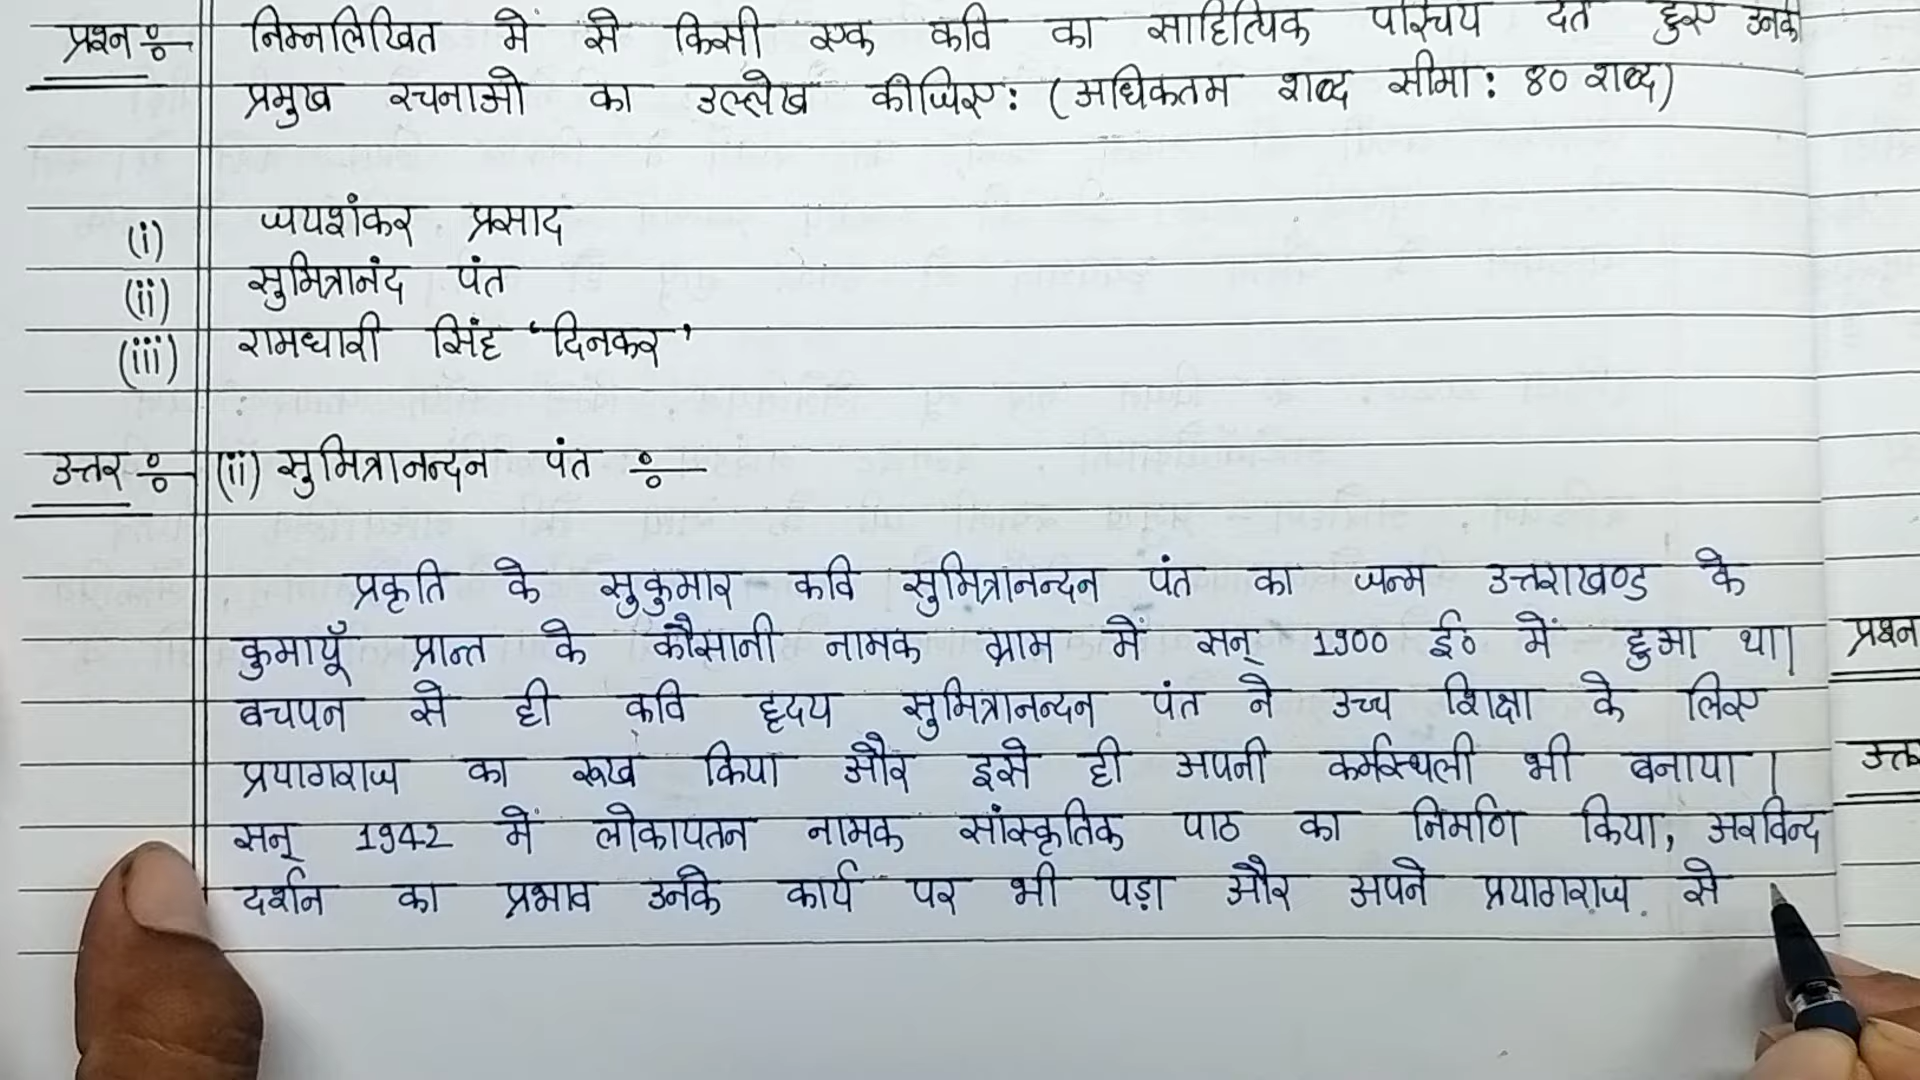 प्रश्न÷ निम्नलिखित में से किसी एक कवि का साहित्यिक परिचय देते हुए उनकी
प्रमुख रचनाओ का उल्लेख कीजिए: (अधिकतम शब्द सीमा: 80 शब्द)
(i) जयशंकर प्रसाद
(ii) सुमित्रानंद पंत
(iii) रामधारी सिंह 'दिनकर'
उत्तर÷ (ii) सुमित्रानन्दन पंत ÷
प्रकृति के सुकुमार कवि सुमित्रानन्दन पंत का जन्म उत्तराखण्ड के
कुमायूँ प्रान्त के कौसानी नामक ग्राम में सन् 1900 ई० में हुआ था।
बचपन से ही कवि हृदय सुमित्रानन्दन पंत ने उच्च शिक्षा के लिए
प्रयागराज का रूख किया और इसे ही अपनी कर्मस्थली भी बनाया।
सन् 1942 में लोकायतन नामक सांस्कृतिक पाठ का निर्माण किया, अरविन्द
दर्शन का प्रभाव उनके कार्य पर भी पड़ा और अपने प्रयागराज से
प्रश्न
उत्त